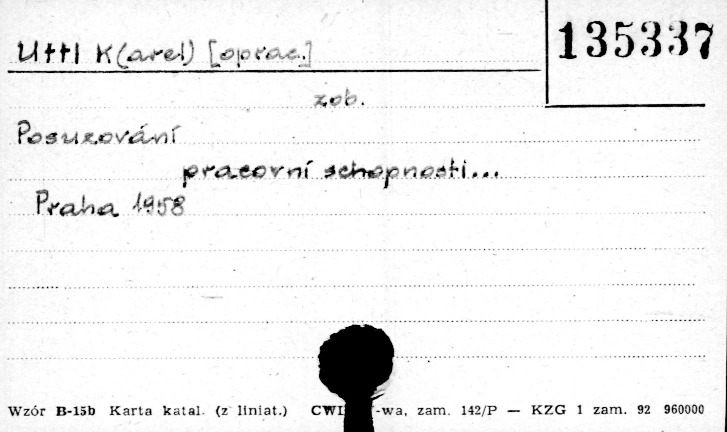 Uttl K(arel) [oprac.]
135337
zob.
Posuzování
pracovní schopnosti...
Praha 1958
Wzór B-15b Karta katal. (z liniat.) CWD -wa, zam. 142/P — KZG 1 zam. 92 960000